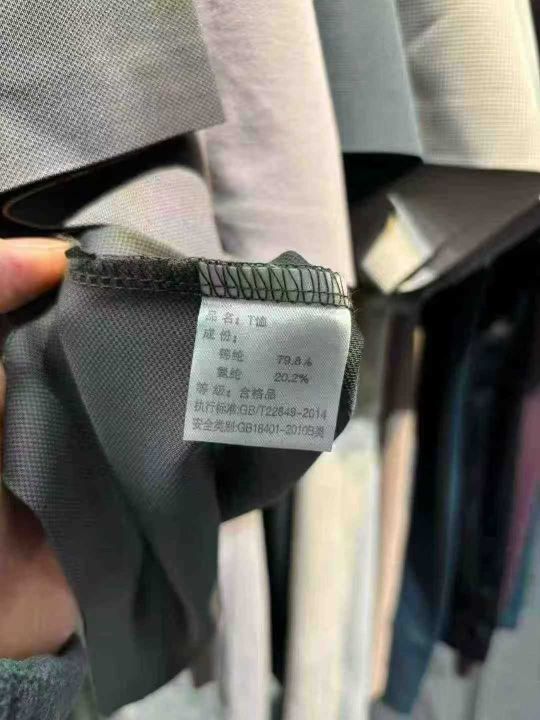 品 名：T恤
成 份：
锦纶 79.8%
氨纶 20.2%
等 级：合格品
执行标准:GB/T22849-2014
安全类别:GB18401-2010B类